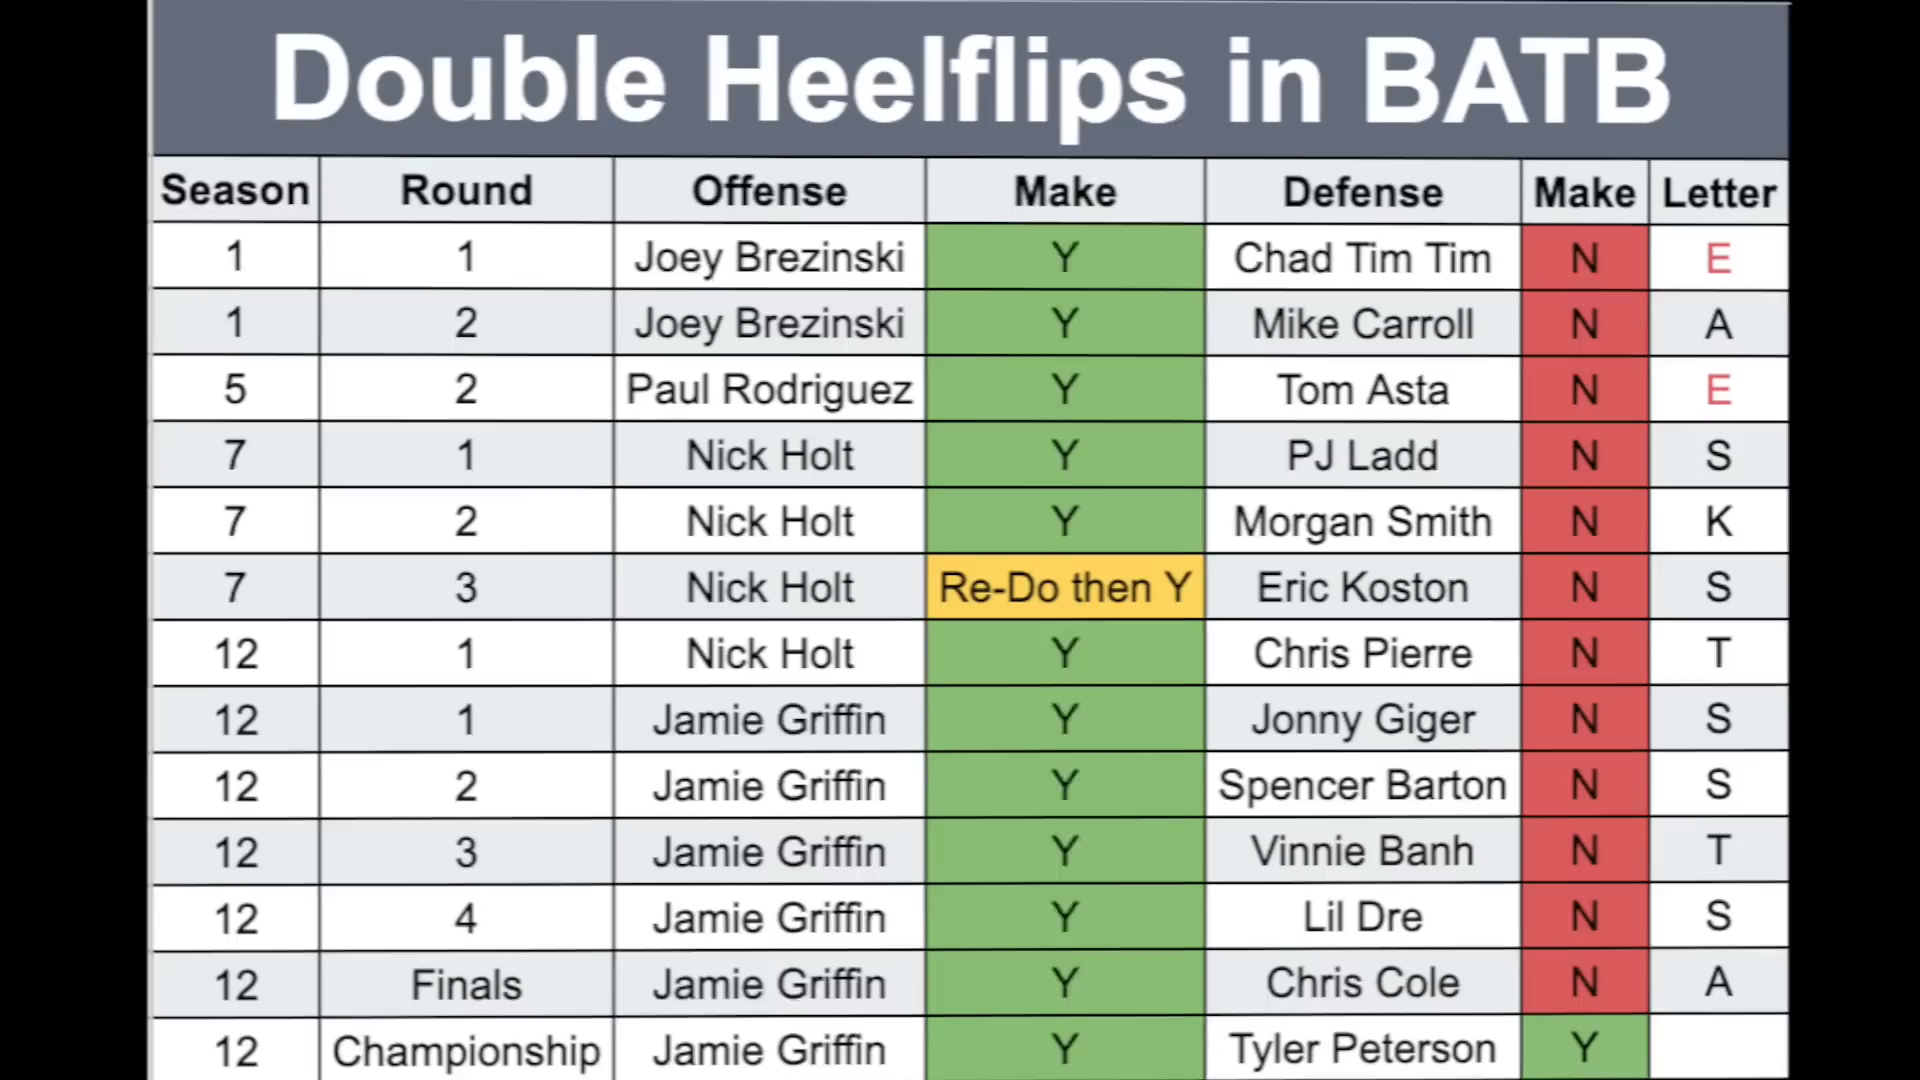 Double Heelflips in BATB
Season Round Offense Make Defense Make Letter
1 1 Joey Brezinski Y Chad Tim Tim N E
1 2 Joey Brezinski Y Mike Carroll N A
5 2 Paul Rodriguez Y Tom Asta N E
7 1 Nick Holt Y PJ Ladd N S
7 2 Nick Holt Y Morgan Smith N K
7 3 Nick Holt Re-Do then Y Eric Koston N S
12 1 Nick Holt Y Chris Pierre N T
12 1 Jamie Griffin Y Jonny Giger N S
12 2 Jamie Griffin Y Spencer Barton N S
12 3 Jamie Griffin Y Vinnie Banh N T
12 4 Jamie Griffin Y Lil Dre N S
12 Finals Jamie Griffin Y Chris Cole N A
12 Championship Jamie Griffin Y Tyler Peterson Y